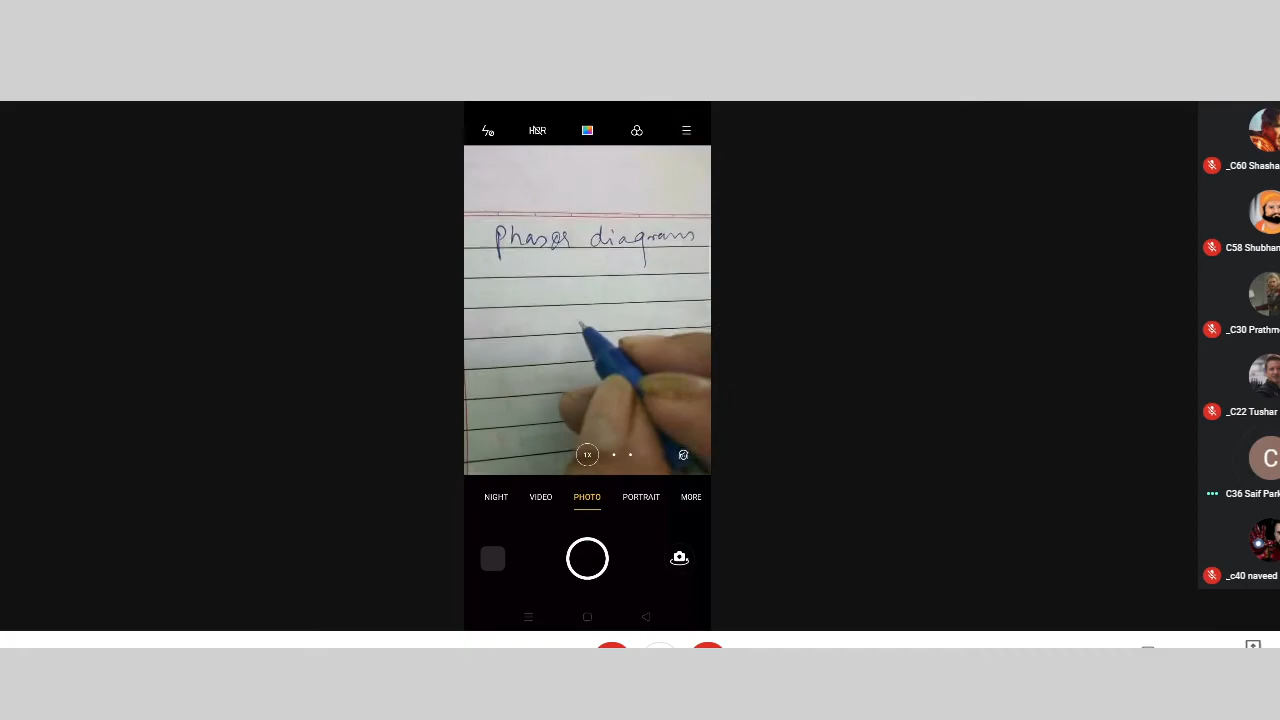 HDR
Phasor diagrams
1X
NIGHT VIDEO PHOTO PORTRAIT MORE
_C60 Shasha
C58 Shubhan
_C30 Prathm
_C22 Tushar
C
C36 Saif Park
_c40 naveed